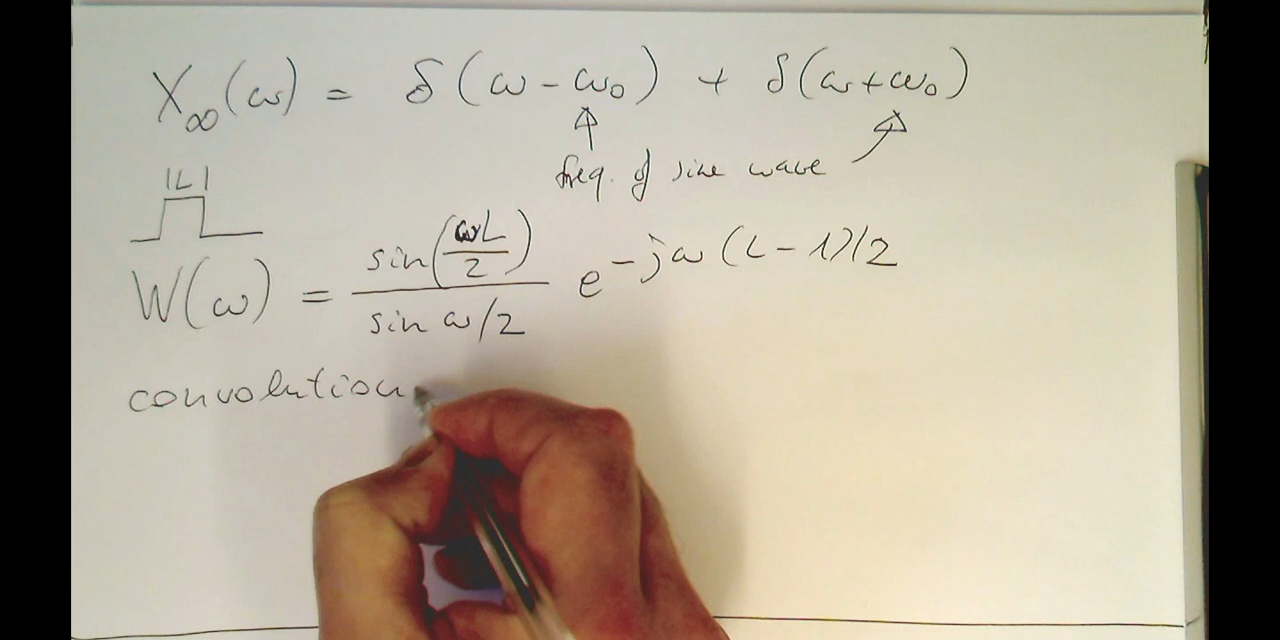 X∞(ω) = δ(ω − ω₀) + δ(ω+ω₀)
freq. of sine wave
|L|
W(ω) = sin(ωL/2) / sin ω/2 e^−jω(L−1)/2
convolution